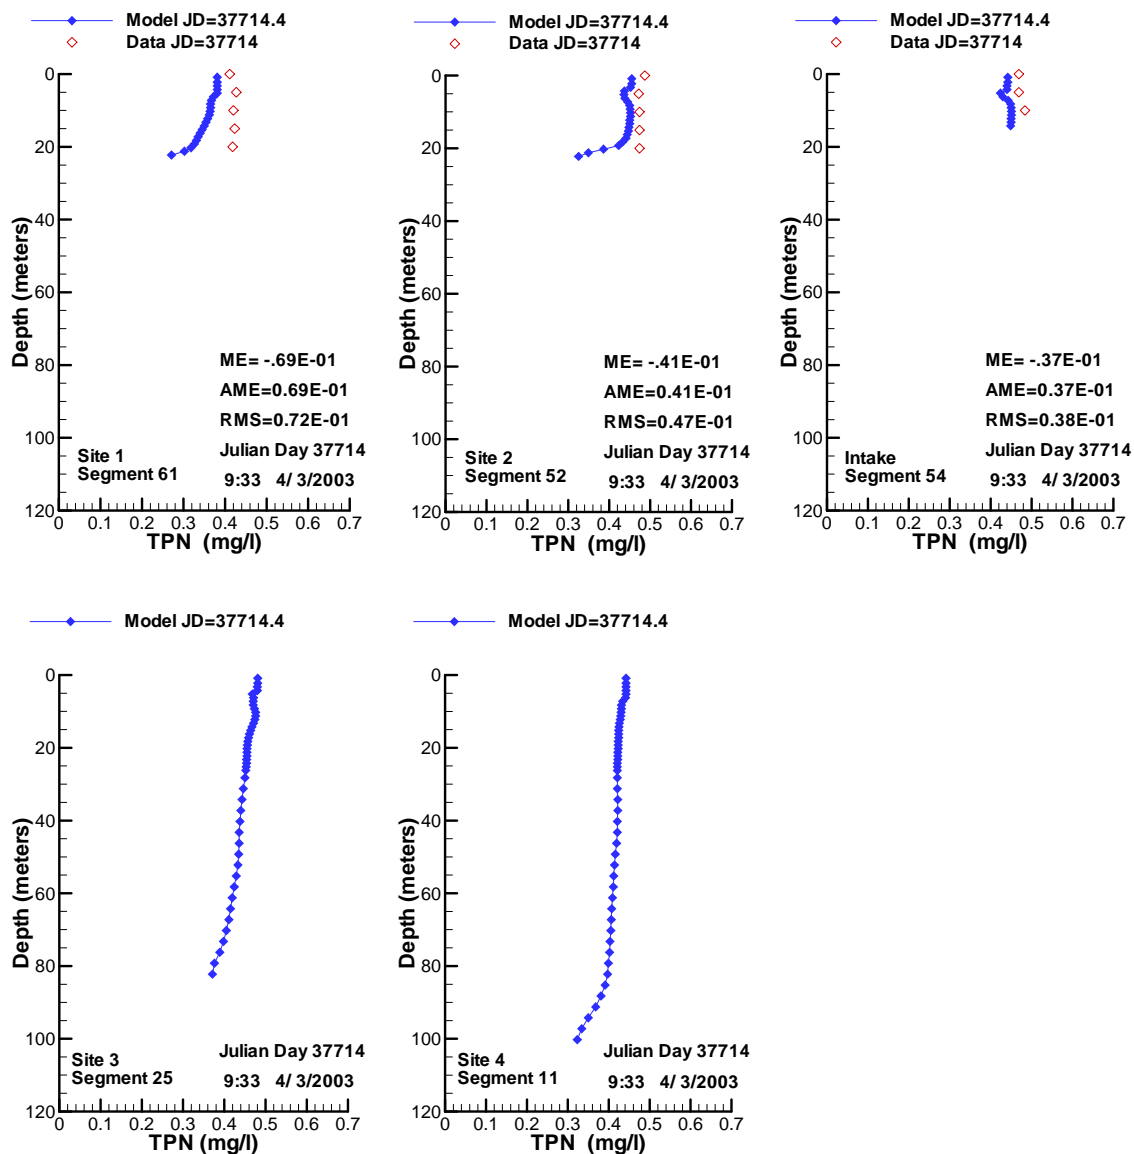 Model JD=37714.4
Data JD=37714
0
20
40
60
80
100
120
Depth (meters)
ME= -.69E-01
AME=0.69E-01
RMS=0.72E-01
Julian Day 37714
9:33 4/ 3/2003
Site 1
Segment 61
0 0.1 0.2 0.3 0.4 0.5 0.6 0.7
TPN (mg/l)
Model JD=37714.4
Data JD=37714
0
20
40
60
80
100
120
Depth (meters)
ME= -.41E-01
AME=0.41E-01
RMS=0.47E-01
Julian Day 37714
9:33 4/ 3/2003
Site 2
Segment 52
0 0.1 0.2 0.3 0.4 0.5 0.6 0.7
TPN (mg/l)
Model JD=37714.4
Data JD=37714
0
20
40
60
80
100
120
Depth (meters)
ME= -.37E-01
AME=0.37E-01
RMS=0.38E-01
Julian Day 37714
9:33 4/ 3/2003
Intake
Segment 54
0 0.1 0.2 0.3 0.4 0.5 0.6 0.7
TPN (mg/l)
Model JD=37714.4
0
20
40
60
80
100
120
Depth (meters)
Julian Day 37714
9:33 4/ 3/2003
Site 3
Segment 25
0 0.1 0.2 0.3 0.4 0.5 0.6 0.7
TPN (mg/l)
Model JD=37714.4
0
20
40
60
80
100
120
Depth (meters)
Julian Day 37714
9:33 4/ 3/2003
Site 4
Segment 11
0 0.1 0.2 0.3 0.4 0.5 0.6 0.7
TPN (mg/l)